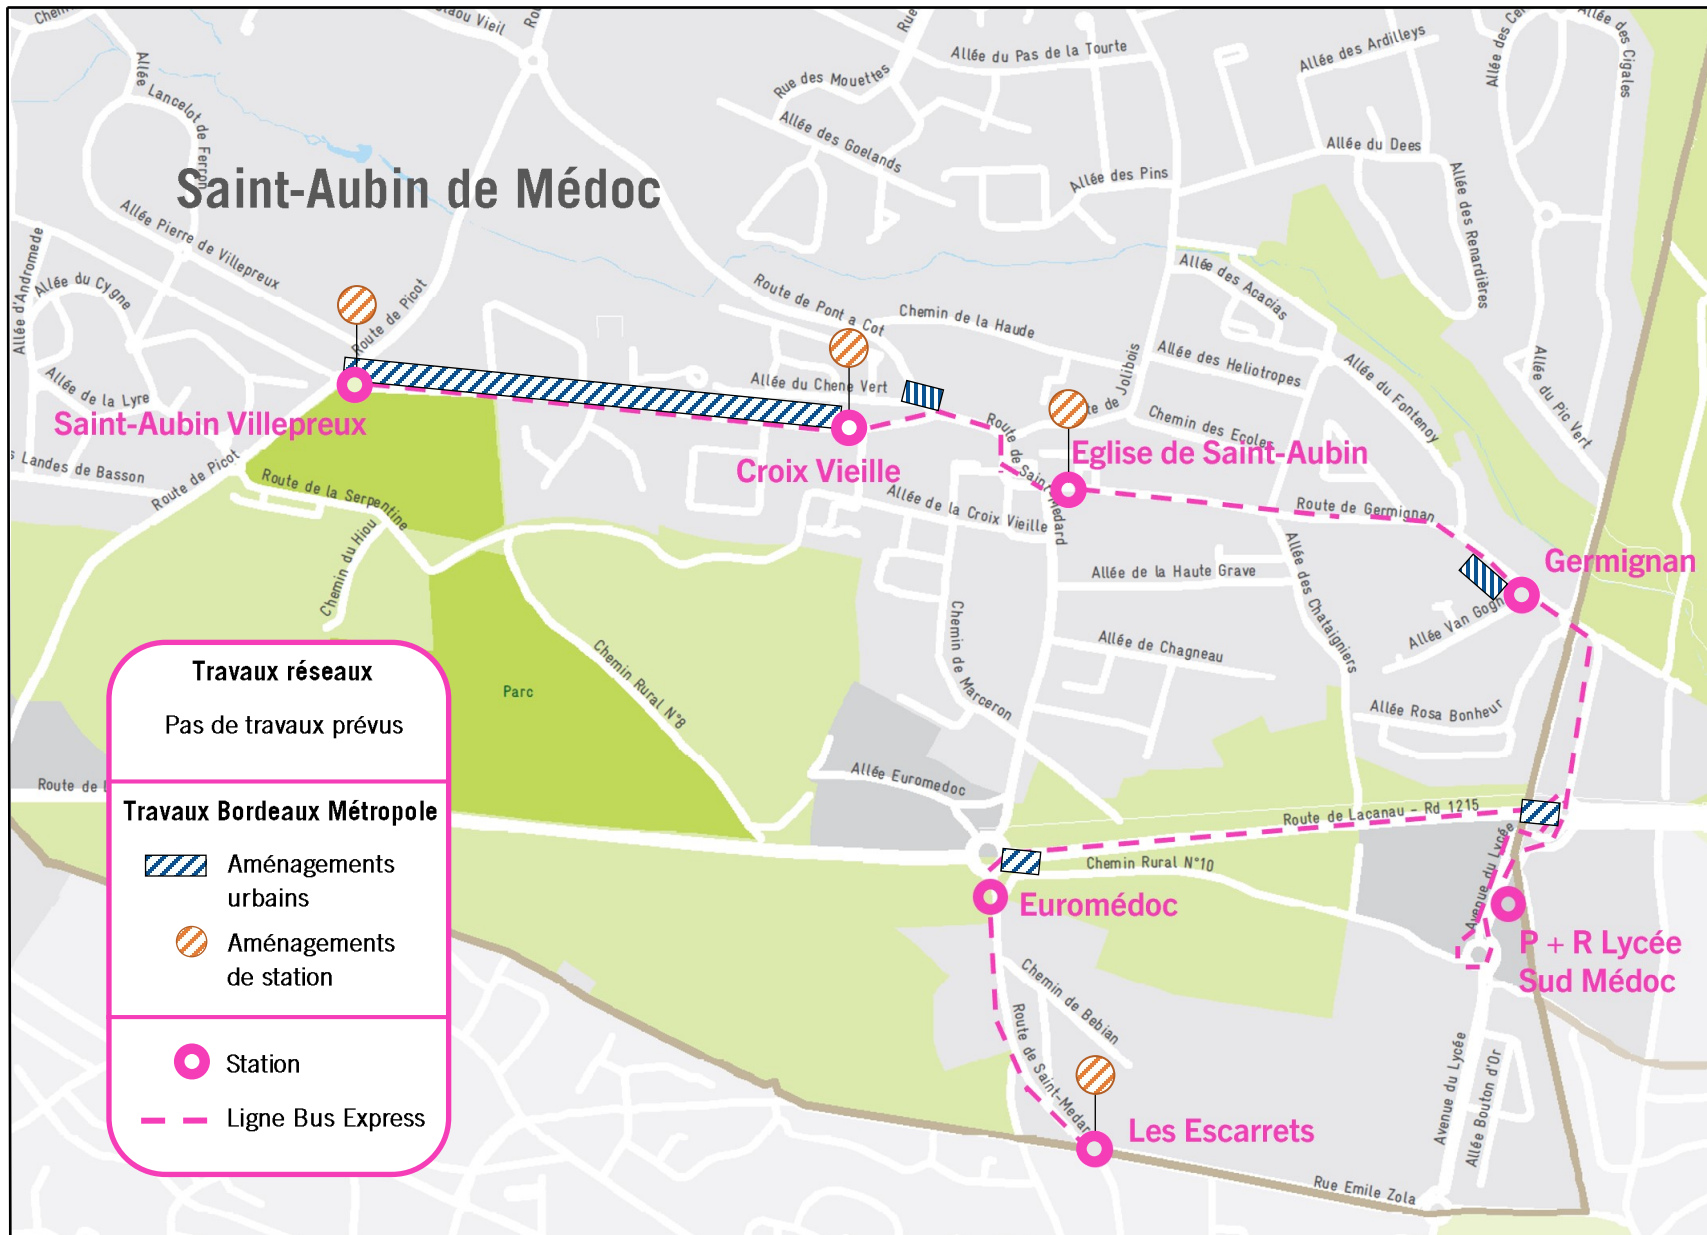 Saint-Aubin de Médoc
Allée Lancelot de Ferron
Allée Pierre de Villepreux
Allée d'Andromede
Allée du Cygne
Allée de la Lyre
Route de Picot
Rue des Mouettes
Allée du Pas de la Tourte
Allée des Goelands
Allée des Pins
Allée des Ardilleys
Allée des Cigales
Allée du Dees
Allée des Renardières
Allée des Acacias
Allée des Heliotropes
Allée du Fontenoy
Allée du Pic Vert
Route de Pont a Cot
Chemin de la Haude
Allée du Chene Vert
Chemin des Ecoles
Saint-Aubin Villepreux
Croix Vieille
Eglise de Saint-Aubin
Germignan
Landes de Basson
Route de Picot
Route de la Serpentine
Chemin du Hiou
Route de Saint-Medard
Allée de la Croix Vieille
Route de Germignan
Allée de la Haute Grave
Allée des Chataigniers
Allée Van Gogh
Allée de Chagneau
Allée Rosa Bonheur
Chemin de Marceron
Chemin Rural N°8
Parc
Allée Euromedoc
Route de Lacanau - Rd 1215
Chemin Rural N°10
Avenue du Lycée
Euromédoc
P + R Lycée
Sud Médoc
Chemin de Bebian
Route de Saint-Medar
Les Escarrets
Avenue du Lycée
Allée Bouton d'Or
Rue Emile Zola
Travaux réseaux
Pas de travaux prévus
Travaux Bordeaux Métropole
Aménagements
urbains
Aménagements
de station
Station
Ligne Bus Express